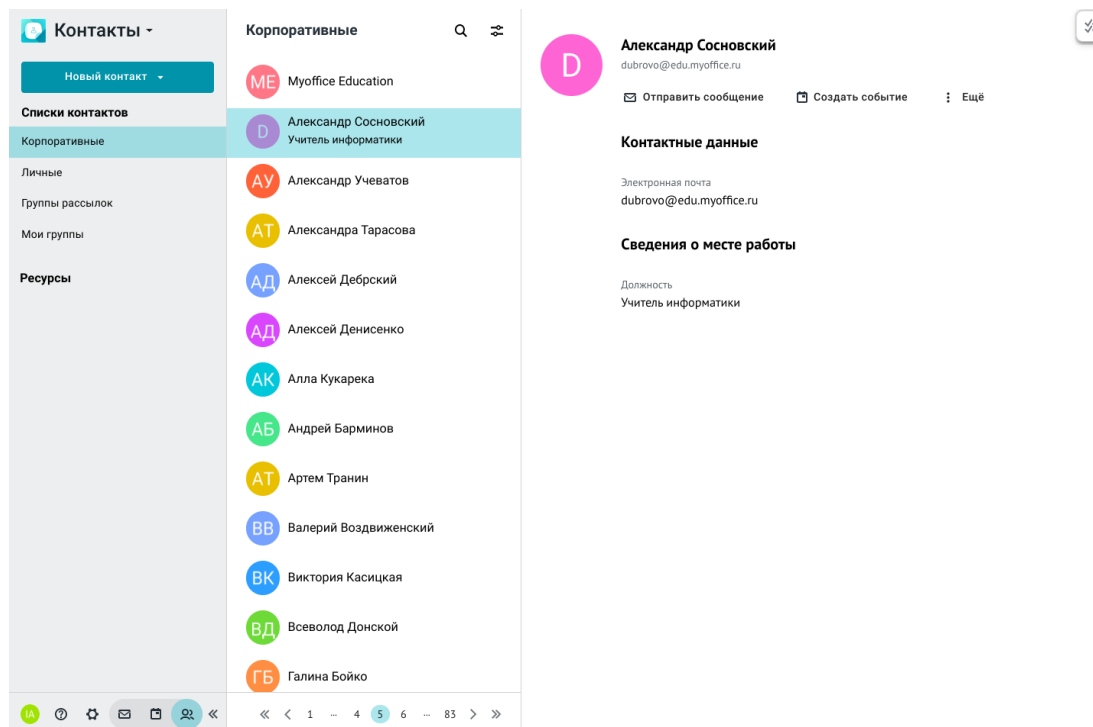 Контакты
Новый контакт
Списки контактов
Корпоративные
Личные
Группы рассылок
Мои группы
Ресурсы
IA
Корпоративные
ME Myoffice Education
D Александр Сосновский
Учитель информатики
АУ Александр Учеватов
АТ Александра Тарасова
АД Алексей Дебрский
АД Алексей Денисенко
АК Алла Кукарека
АБ Андрей Барминов
АТ Артем Транин
ВВ Валерий Воздвиженский
ВК Виктория Касицкая
ВД Всеволод Донской
ГБ Галина Бойко
« < 1 ... 4 5 6 ... 83 > »
D
Александр Сосновский
dubrovo@edu.myoffice.ru
Отправить сообщение Создать событие Ещё
Контактные данные
Электронная почта
dubrovo@edu.myoffice.ru
Сведения о месте работы
Должность
Учитель информатики